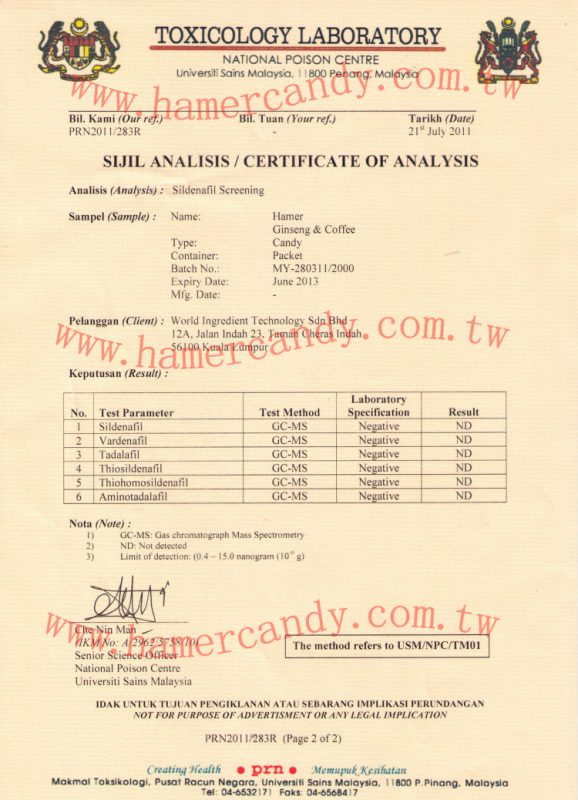 TOXICOLOGY LABORATORY
NATIONAL POISON CENTRE
Universiti Sains Malaysia, 11800 Penang, Malaysia
www.hamercandy.com.tw
Bil. Kami (Our ref.) Bil. Tuan (Your ref.) Tarikh (Date)
PRN2011/283R - 21st July 2011
SIJIL ANALISIS / CERTIFICATE OF ANALYSIS
Analisis (Analysis) : Sildenafil Screening
Sampel (Sample) : Name: Hamer
Ginseng & Coffee
Type: Candy
Container: Packet
Batch No.: MY-280311/2000
Expiry Date: June 2013
Mfg. Date: -
Pelanggan (Client) : World Ingredient Technology Sdn Bhd
12A, Jalan Indah 23, Taman Cheras Indah
56100 Kuala Lumpur
www.hamercandy.com.tw
Keputusan (Result) :
No. Test Parameter Test Method Laboratory Specification Result
1 Sildenafil GC-MS Negative ND
2 Vardenafil GC-MS Negative ND
3 Tadalafil GC-MS Negative ND
4 Thiosildenafil GC-MS Negative ND
5 Thiohomosildenafil GC-MS Negative ND
6 Aminotadalafil GC-MS Negative ND
Nota (Note) :
1) GC-MS: Gas chromatograph Mass Spectrometry
2) ND: Not detected
3) Limit of detection: (0.4 – 15.0 nanogram (10⁻⁹ g)
Che Nin Man
www.hamercandy.com.tw
(IKM No: A/2962/5758/10)
Senior Science Officer
National Poison Centre
Universiti Sains Malaysia
The method refers to USM/NPC/TM01
IDAK UNTUK TUJUAN PENGIKLANAN ATAU SEBARANG IMPLIKASI PERUNDANGAN
NOT FOR PURPOSE OF ADVERTISMENT OR ANY LEGAL IMPLICATION
PRN2011/283R (Page 2 of 2)
Creating Health • prn • Memupuk Kesihatan
Makmal Toksikologi, Pusat Racun Negara, Universiti Sains Malaysia, 11800 P.Pinang, Malaysia
Tel: 04-6532171 Faks: 04-6568417